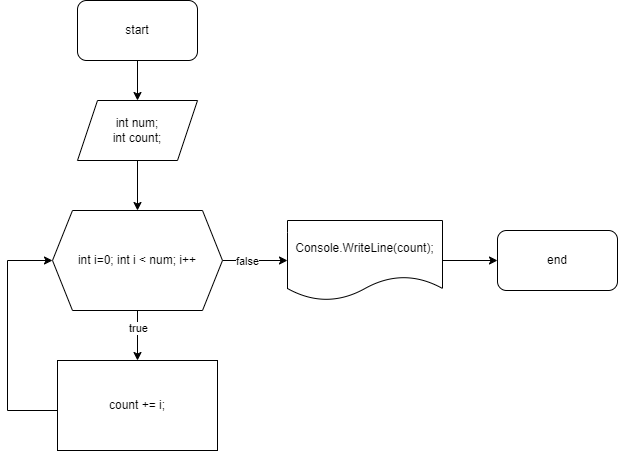 start
int num;
int count;
int i=0; int i < num; i++
false
Console.WriteLine(count);
end
true
count += i;